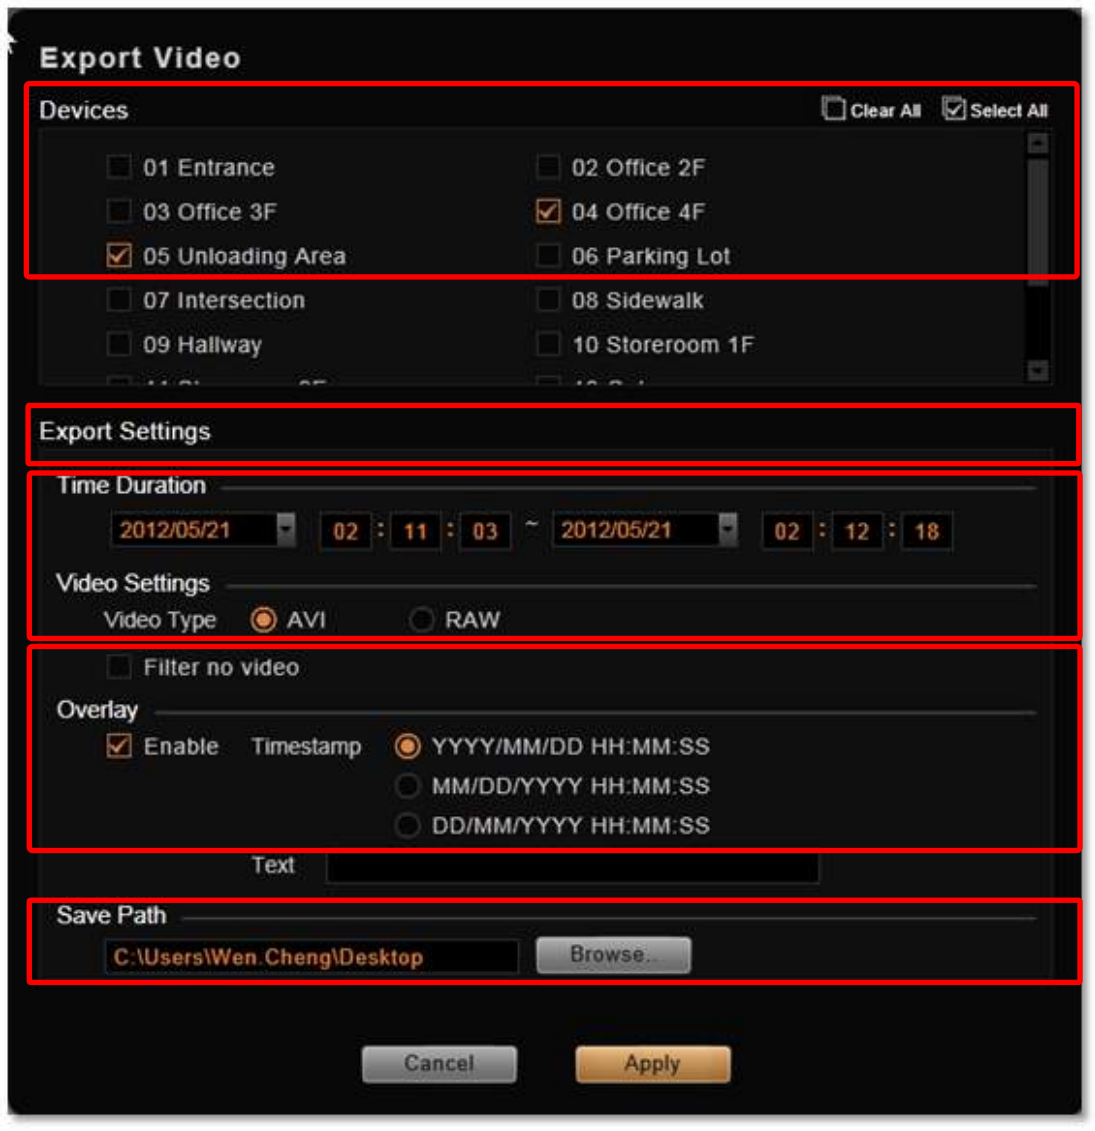 Export Video
Devices Clear All Select All
01 Entrance 02 Office 2F
03 Office 3F 04 Office 4F
05 Unloading Area 06 Parking Lot
07 Intersection 08 Sidewalk
09 Hallway 10 Storeroom 1F
Export Settings
Time Duration
2012/05/21 02 : 11 : 03 ~ 2012/05/21 02 : 12 : 18
Video Settings
Video Type AVI RAW
Filter no video
Overlay
Enable Timestamp YYYY/MM/DD HH:MM:SS
MM/DD/YYYY HH:MM:SS
DD/MM/YYYY HH:MM:SS
Text
Save Path
C:\Users\Wen.Cheng\Desktop Browse..
Cancel Apply